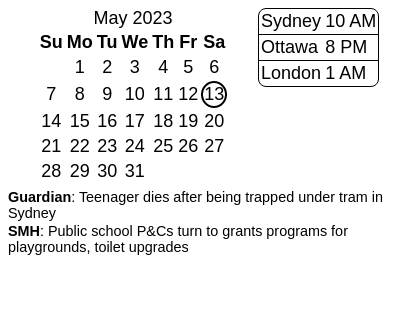 May 2023
Su Mo Tu We Th Fr Sa
1 2 3 4 5 6
7 8 9 10 11 12 13
14 15 16 17 18 19 20
21 22 23 24 25 26 27
28 29 30 31
Sydney 10 AM
Ottawa 8 PM
London 1 AM
Guardian: Teenager dies after being trapped under tram in
Sydney
SMH: Public school P&Cs turn to grants programs for
playgrounds, toilet upgrades